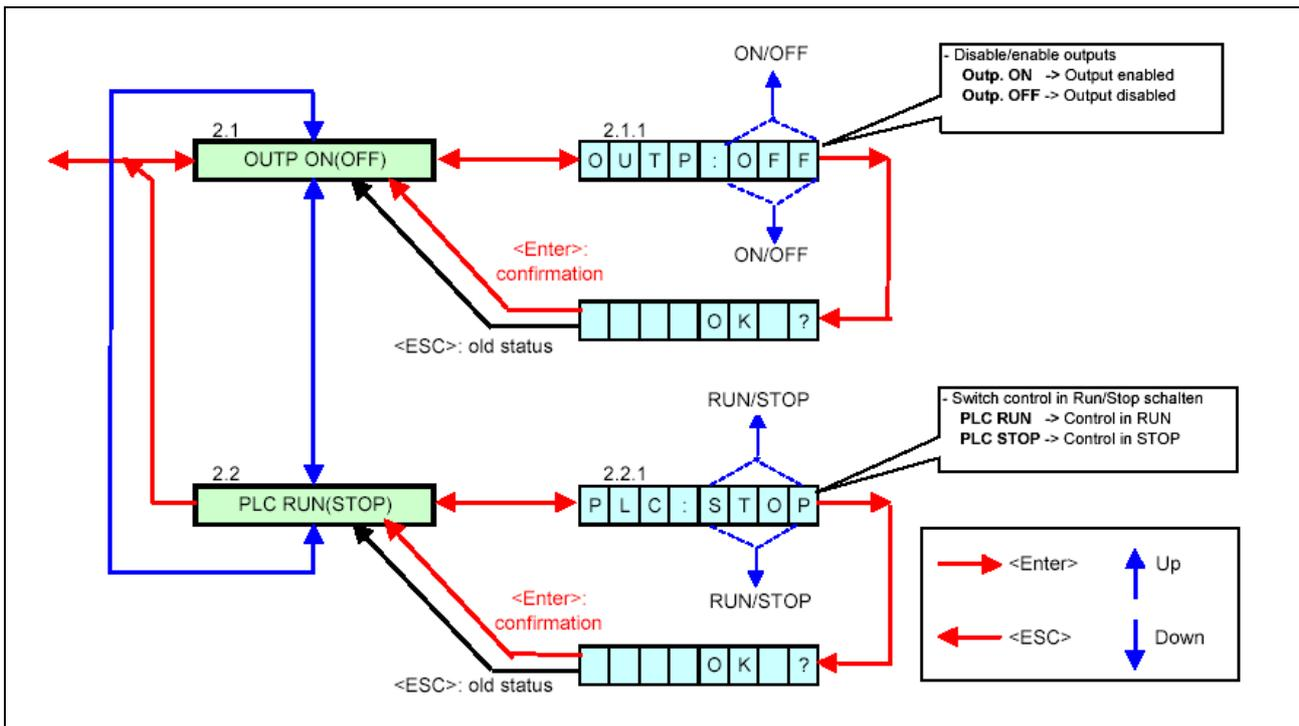 ON/OFF
- Disable/enable outputs
Outp. ON -> Output enabled
Outp. OFF -> Output disabled
2.1
OUTP ON(OFF)
2.1.1
OUTP:OFF
ON/OFF
<Enter>:
confirmation
OK ?
<ESC>: old status
RUN/STOP
- Switch control in Run/Stop schalten
PLC RUN -> Control in RUN
PLC STOP -> Control in STOP
2.2
PLC RUN(STOP)
2.2.1
PLC:STOP
RUN/STOP
<Enter>:
confirmation
OK ?
<ESC>: old status
<Enter>
Up
<ESC>
Down